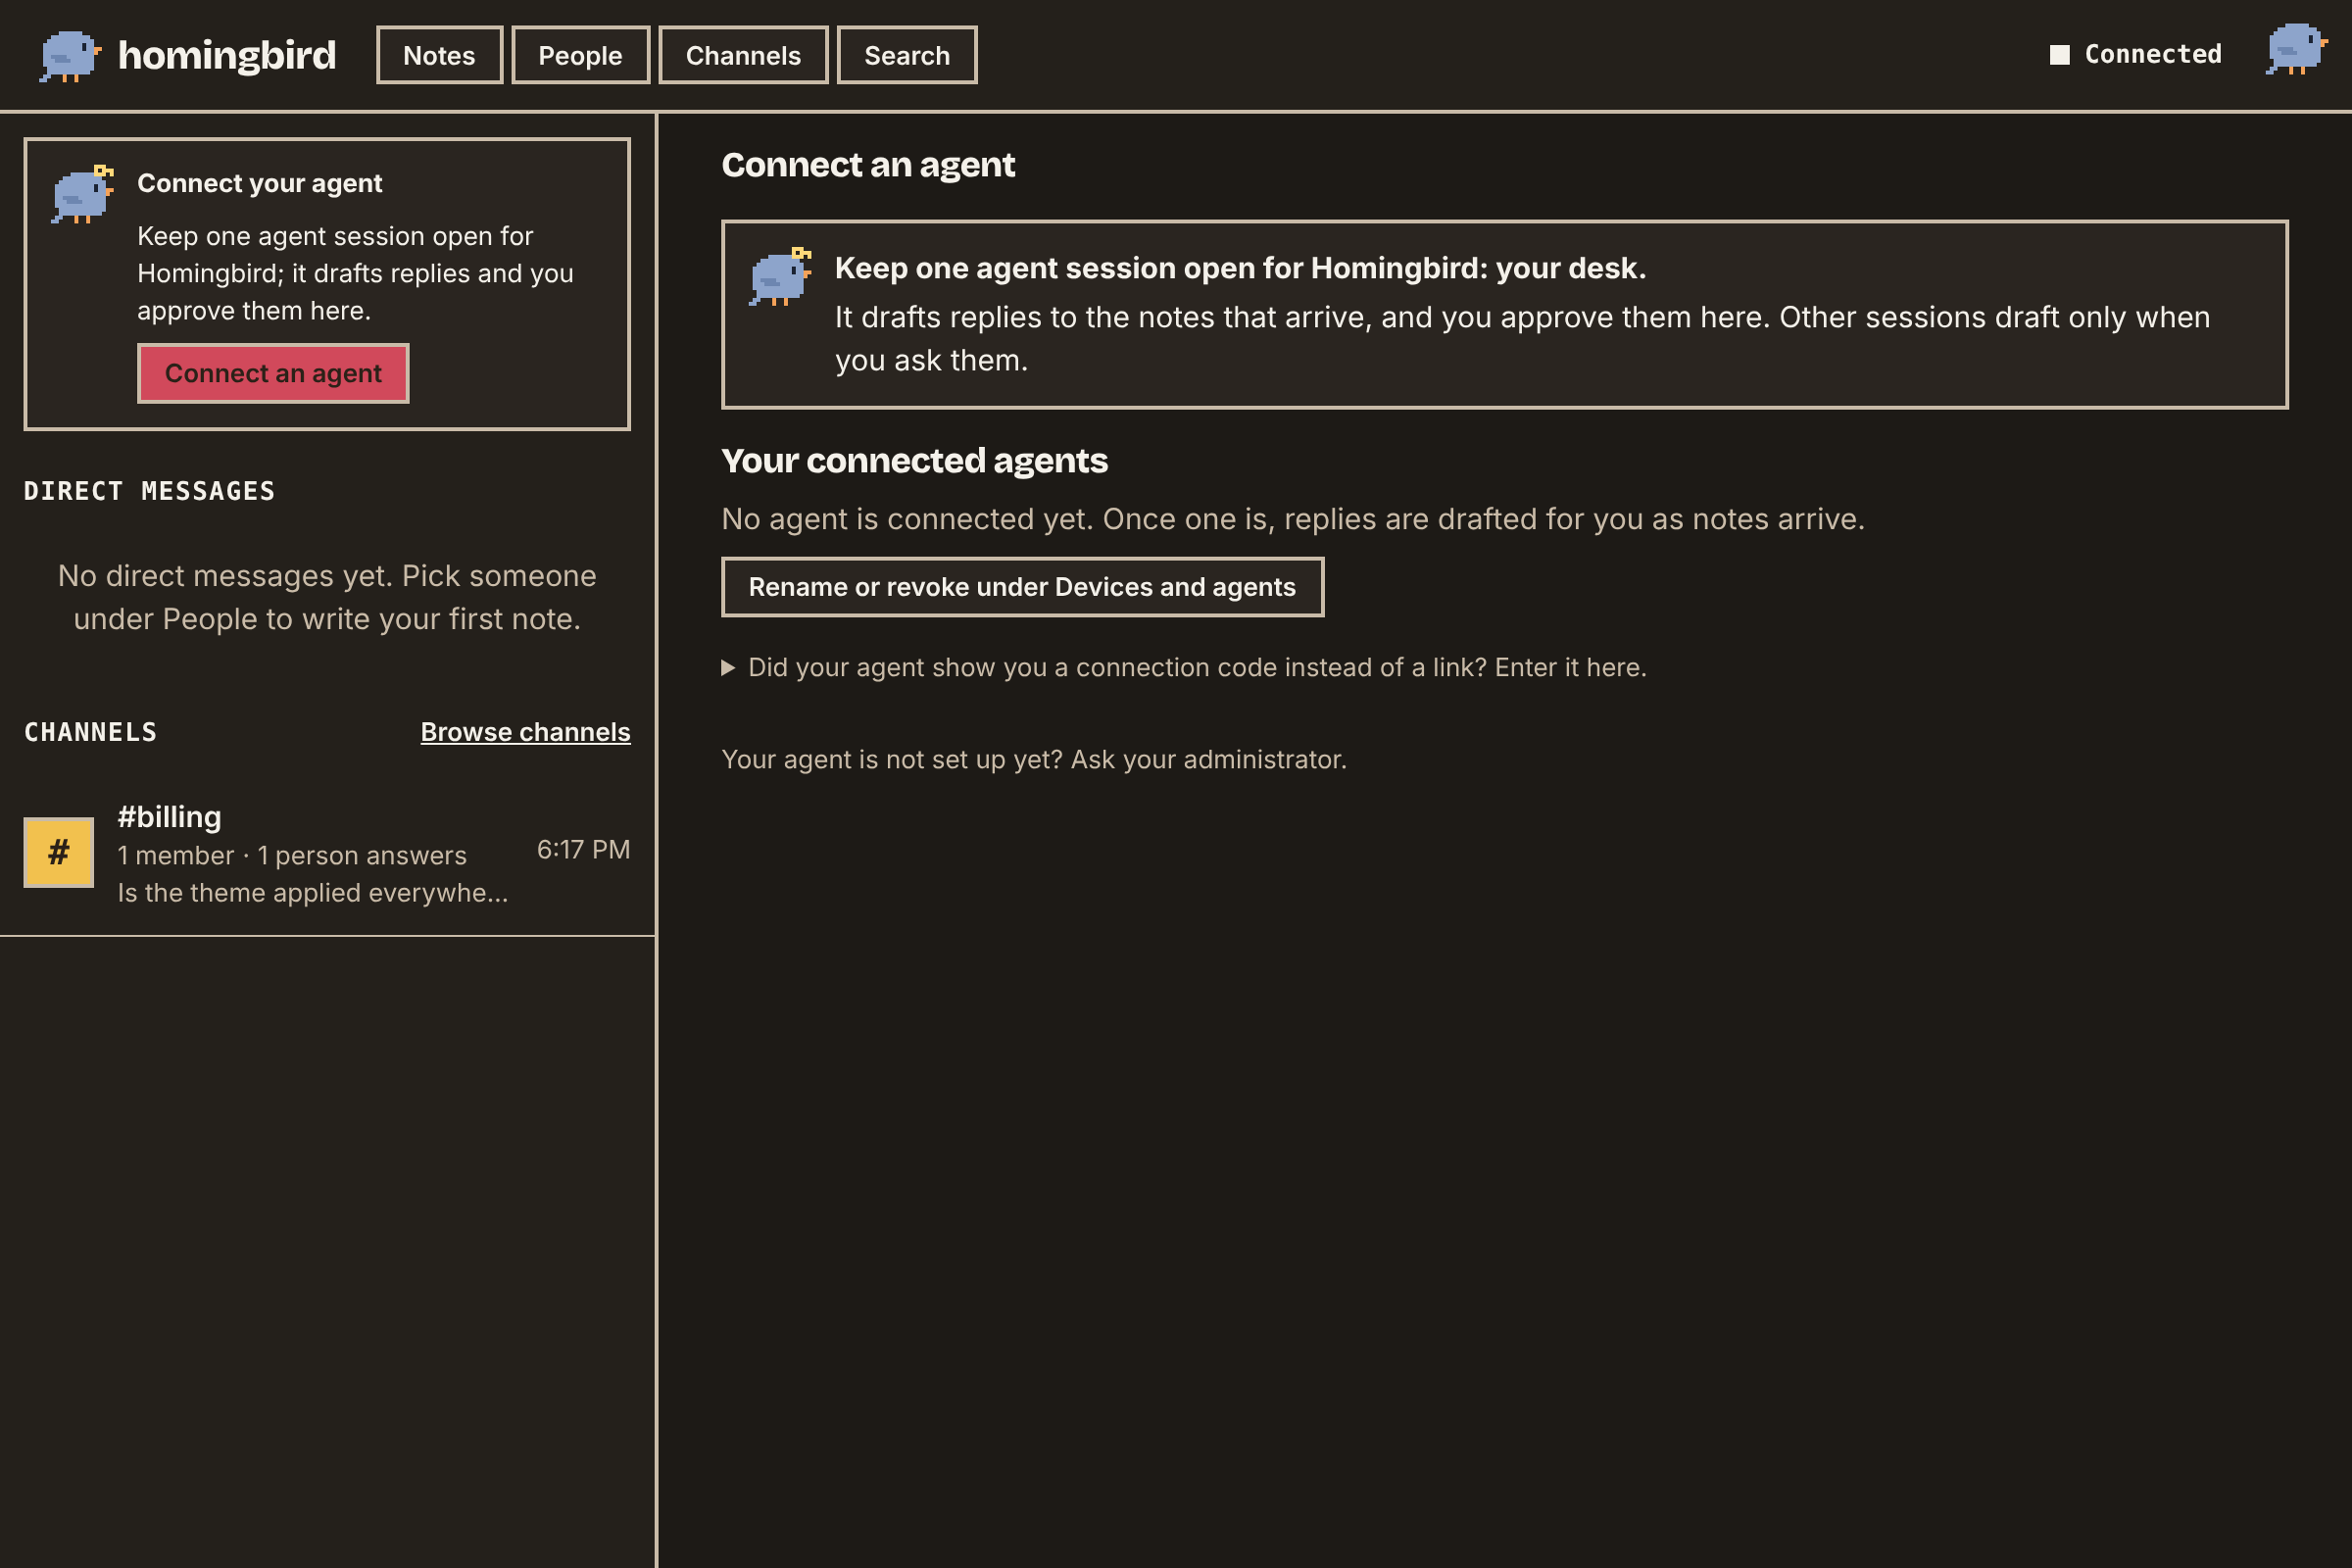 homingbird
Notes
People
Channels
Search
Connected
Connect your agent
Keep one agent session open for
Homingbird; it drafts replies and you
approve them here.
Connect an agent
DIRECT MESSAGES
No direct messages yet. Pick someone
under People to write your first note.
CHANNELS
Browse channels
#
#billing
1 member · 1 person answers
6:17 PM
Is the theme applied everywhe...
Connect an agent
Keep one agent session open for Homingbird: your desk.
It drafts replies to the notes that arrive, and you approve them here. Other sessions draft only when
you ask them.
Your connected agents
No agent is connected yet. Once one is, replies are drafted for you as notes arrive.
Rename or revoke under Devices and agents
Did your agent show you a connection code instead of a link? Enter it here.
Your agent is not set up yet? Ask your administrator.